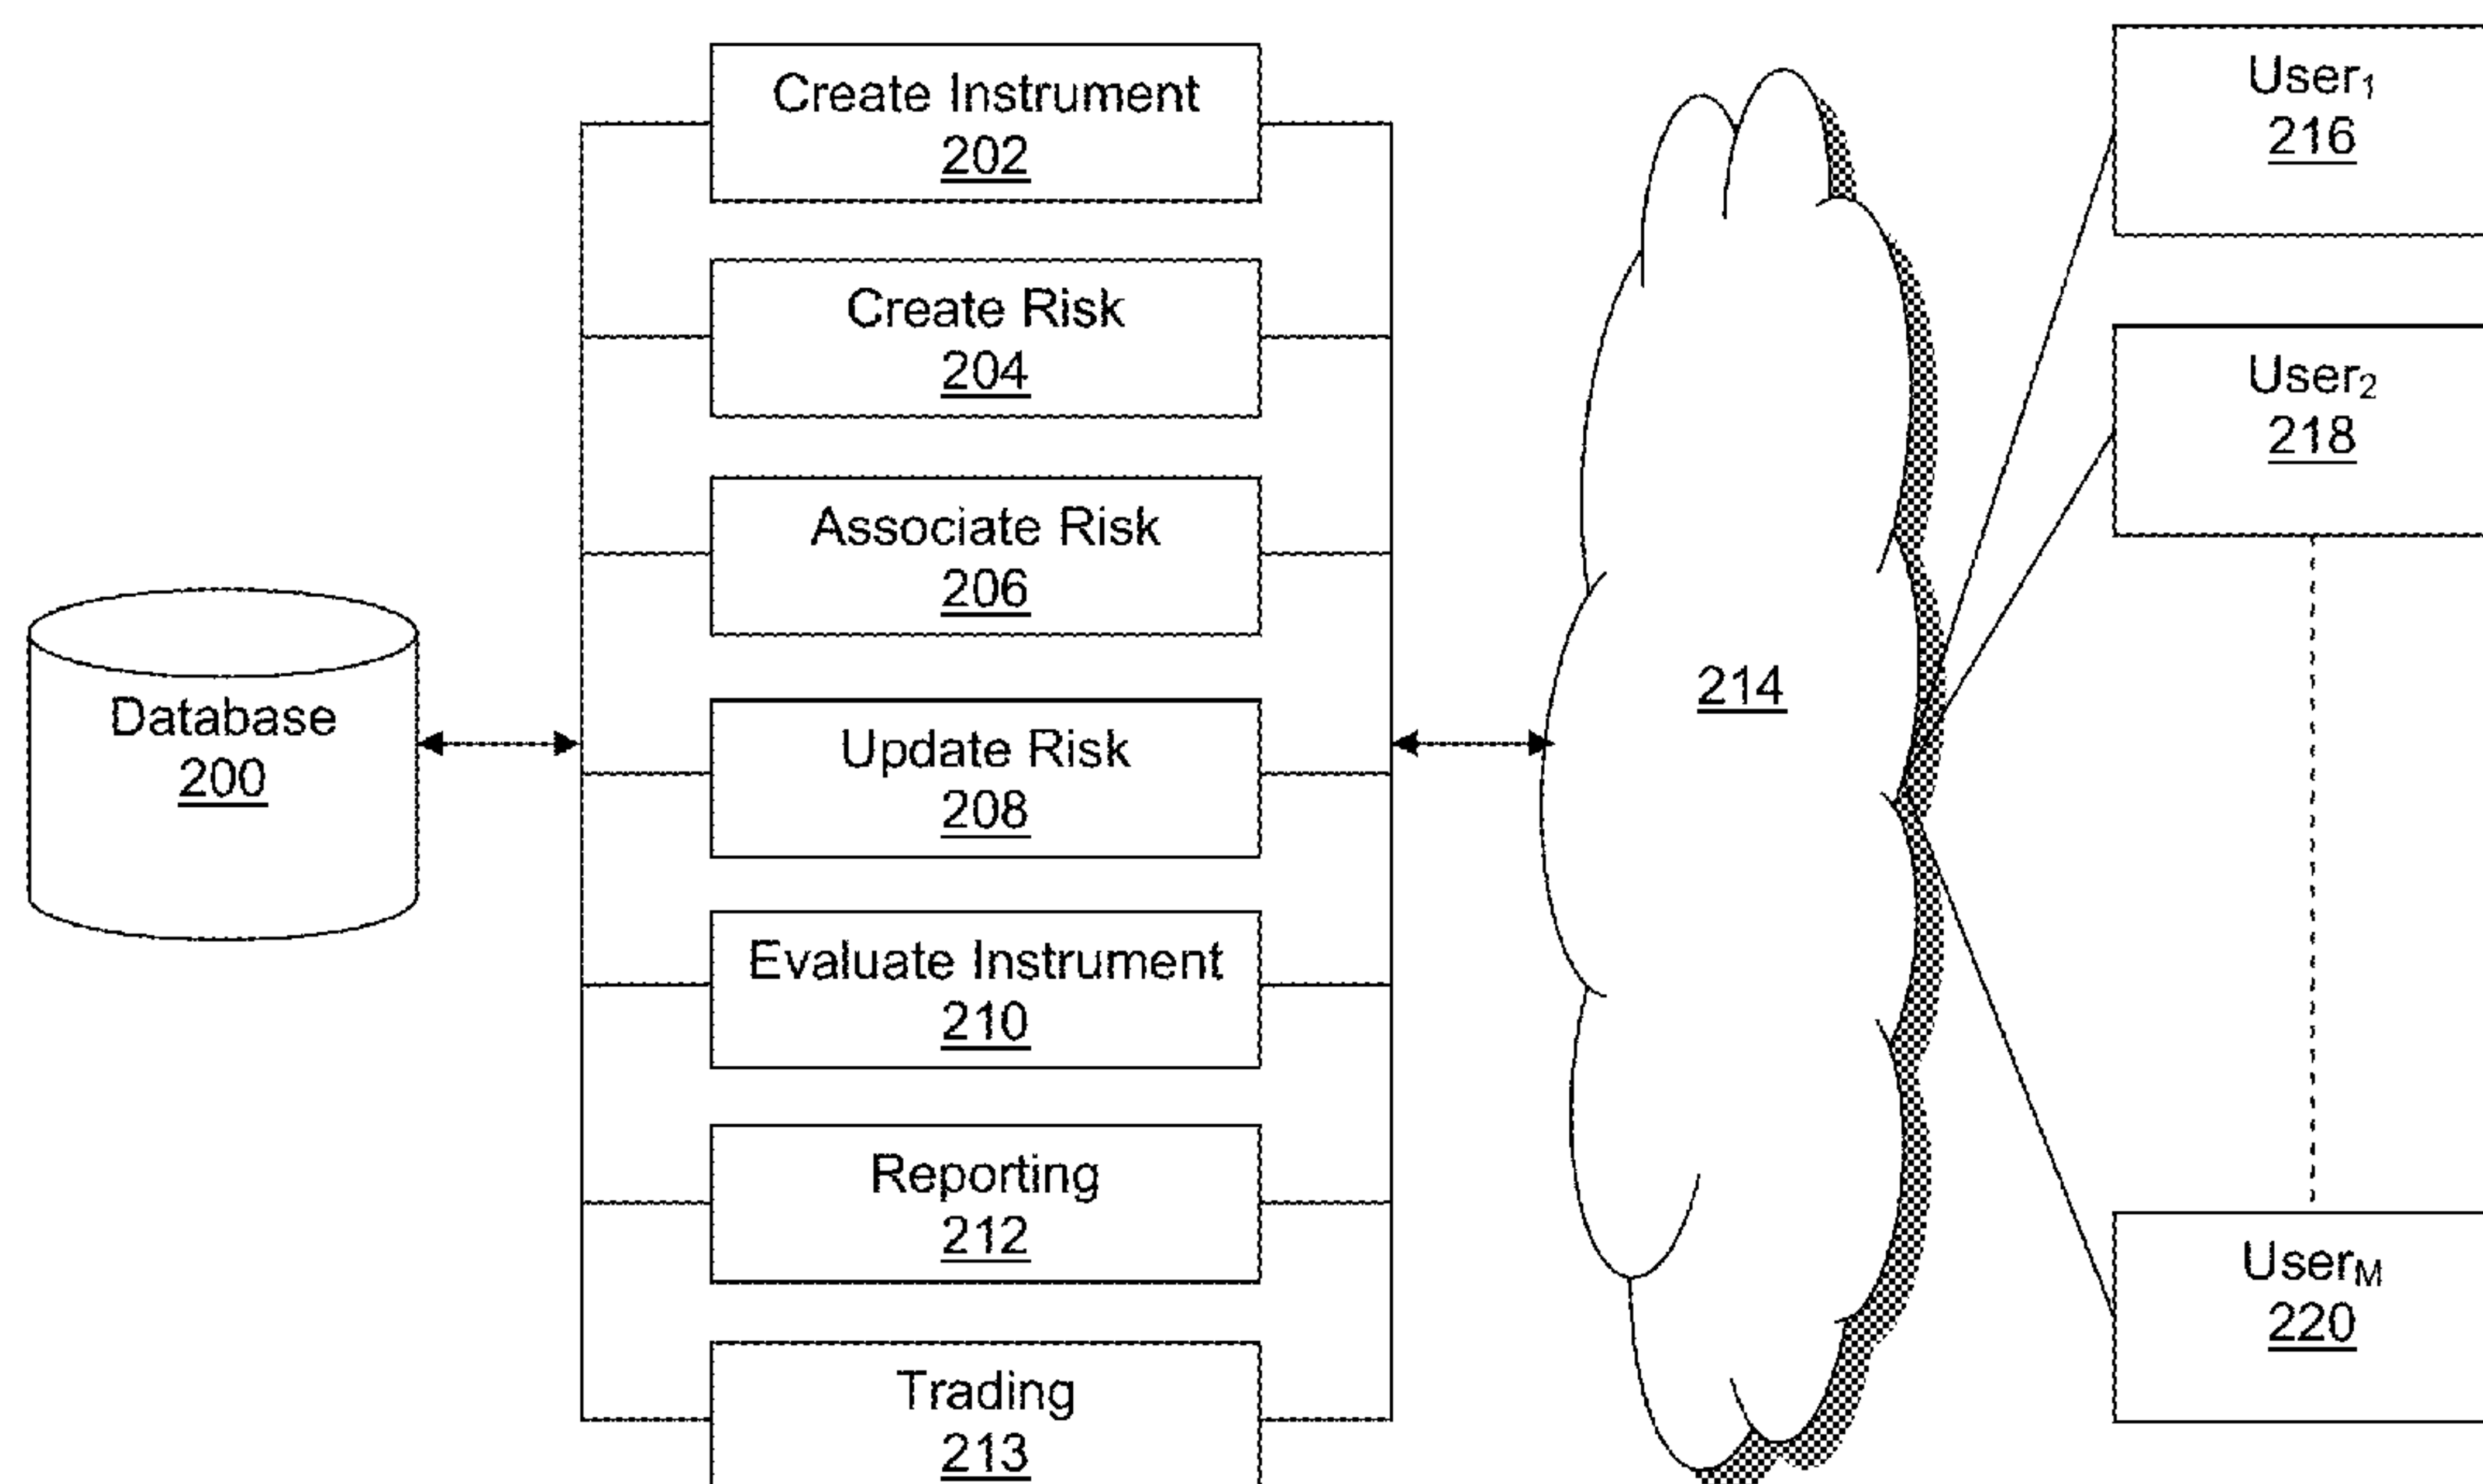 Create Instrument
202
Create Risk
204
Associate Risk
206
Database
200
Update Risk
208
Evaluate Instrument
210
Reporting
212
Trading
213
214
User₁
216
User₂
218
Userₘ
220